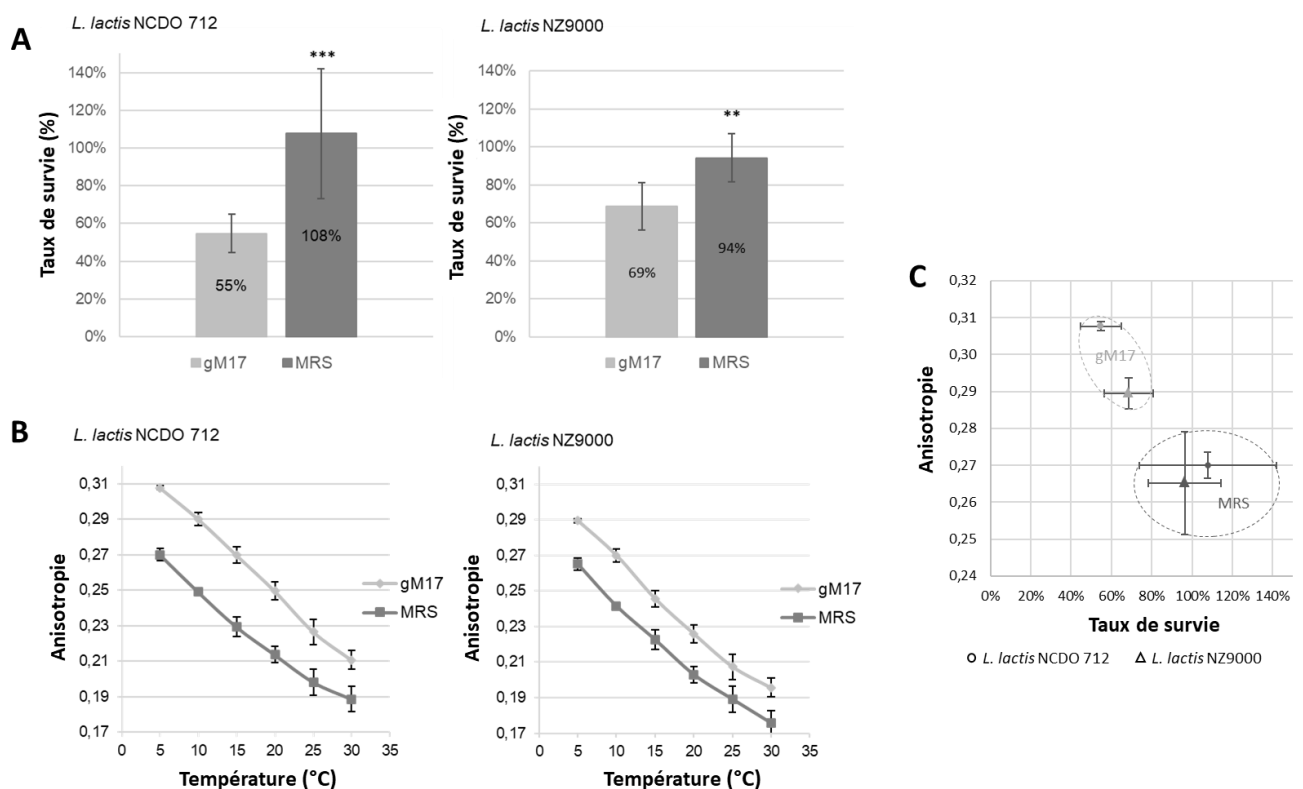 A
L. lactis NCDO 712
Taux de survie (%)
140%
120%
100%
80%
60%
40%
20%
0%
***
55%
108%
gM17
MRS
L. lactis NZ9000
Taux de survie (%)
140%
120%
100%
80%
60%
40%
20%
0%
**
69%
94%
gM17
MRS
B
L. lactis NCDO 712
Anisotropie
0,31
0,29
0,27
0,25
0,23
0,21
0,19
0,17
0 5 10 15 20 25 30 35
Température (°C)
gM17
MRS
L. lactis NZ9000
Anisotropie
0,31
0,29
0,27
0,25
0,23
0,21
0,19
0,17
0 5 10 15 20 25 30 35
Température (°C)
gM17
MRS
C
Anisotropie
0,32
0,31
0,30
0,29
0,28
0,27
0,26
0,25
0,24
gM17
MRS
0% 20% 40% 60% 80% 100% 120% 140%
Taux de survie
L. lactis NCDO 712 L. lactis NZ9000